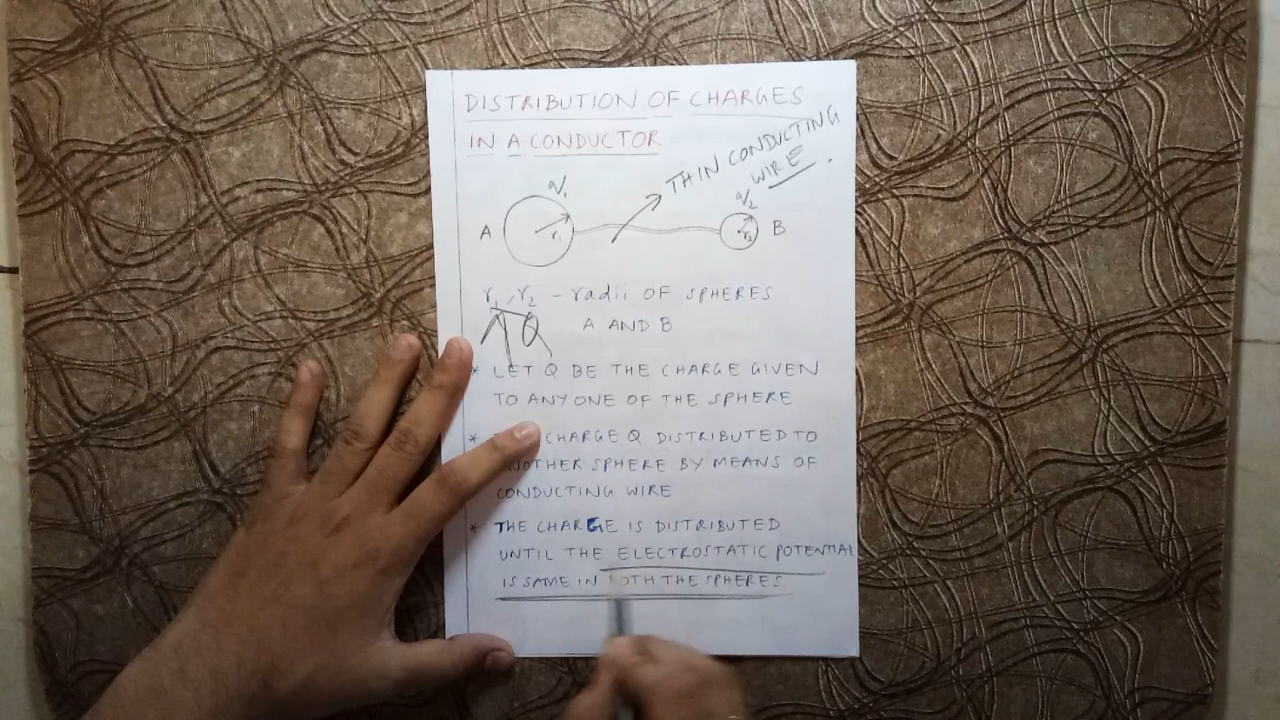 DISTRIBUTION OF CHARGES
IN A CONDUCTOR
THIN CONDUCTING
WIRE.
q1
q2
A r1 r2 B
r1, r2 - radii OF SPHERES
A AND B
* LET Q BE THE CHARGE GIVEN
TO ANY ONE OF THE SPHERE
* CHARGE Q DISTRIBUTED TO
NOTHER SPHERE BY MEANS OF
CONDUCTING WIRE
* THE CHARGE IS DISTRIBUTED
UNTIL THE ELECTROSTATIC POTENTIAL
IS SAME IN BOTH THE SPHERES